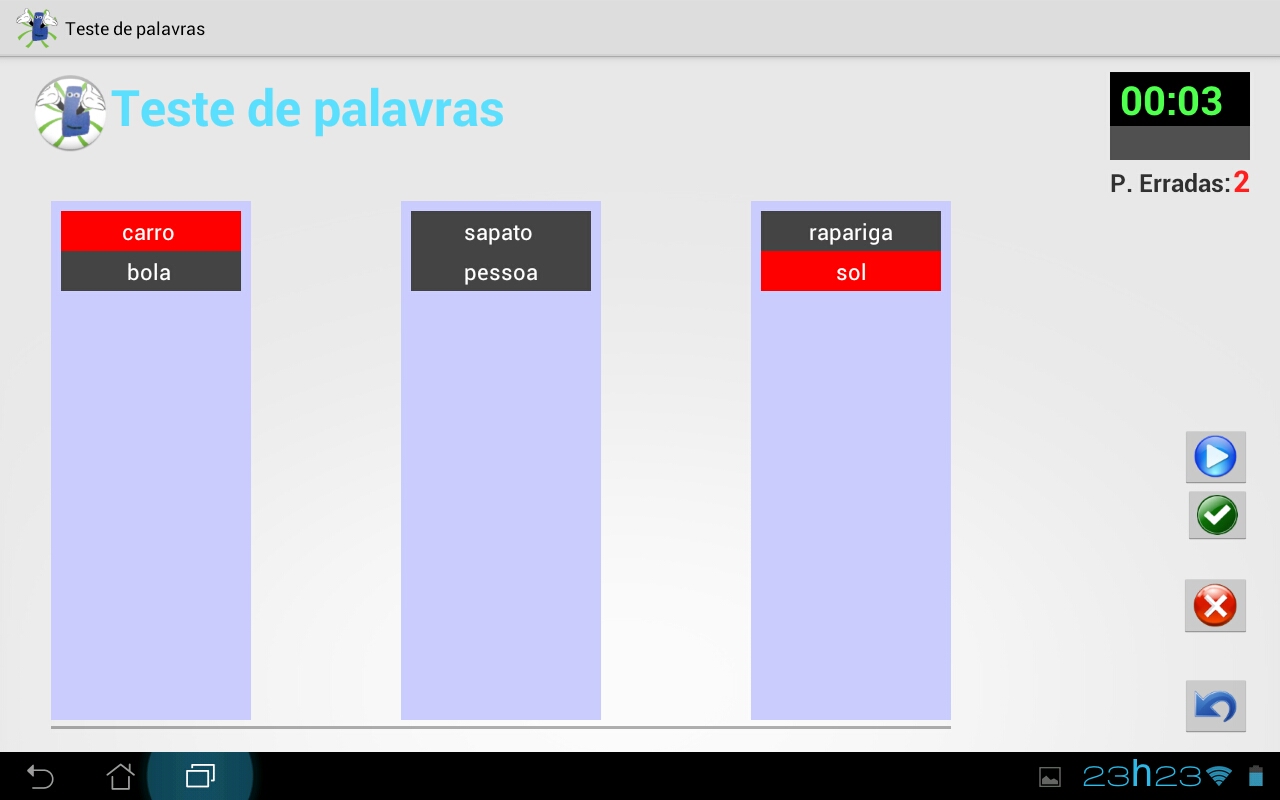 Teste de palavras
Teste de palavras
00:03
P. Erradas: 2
carro
bola
sapato
pessoa
rapariga
sol
23h23